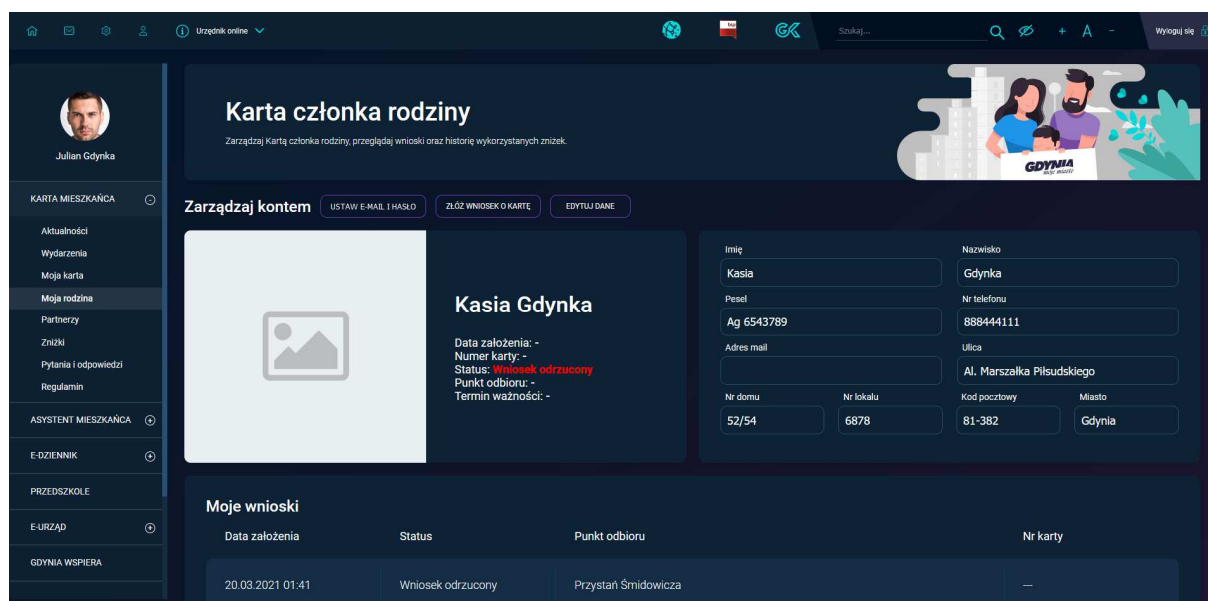 Urzędnik online
bip
GK
Szukaj...
+ A -
Wyloguj się
Julian Gdynka
KARTA MIESZKAŃCA
Aktualności
Wydarzenia
Moja karta
Moja rodzina
Partnerzy
Zniżki
Pytania i odpowiedzi
Regulamin
ASYSTENT MIESZKAŃCA
E-DZIENNIK
PRZEDSZKOLE
E-URZĄD
GDYNIA WSPIERA
Karta członka rodziny
Zarządzaj Kartą członka rodziny, przeglądaj wnioski oraz historię wykorzystanych zniżek.
GDYNIA
moje miasto
Zarządzaj kontem USTAW E-MAIL I HASŁO ZŁÓŻ WNIOSEK O KARTĘ EDYTUJ DANE
Kasia Gdynka
Data założenia: -
Numer karty: -
Status: Wniosek odrzucony
Punkt odbioru: -
Termin ważności: -
Imię Nazwisko
Kasia Gdynka
Pesel Nr telefonu
Ag 6543789 888444111
Adres mail Ulica
Al. Marszałka Piłsudskiego
Nr domu Nr lokalu Kod pocztowy Miasto
52/54 6878 81-382 Gdynia
Moje wnioski
Data założenia Status Punkt odbioru Nr karty
20.03.2021 01:41 Wniosek odrzucony Przystań Śmidowicza —